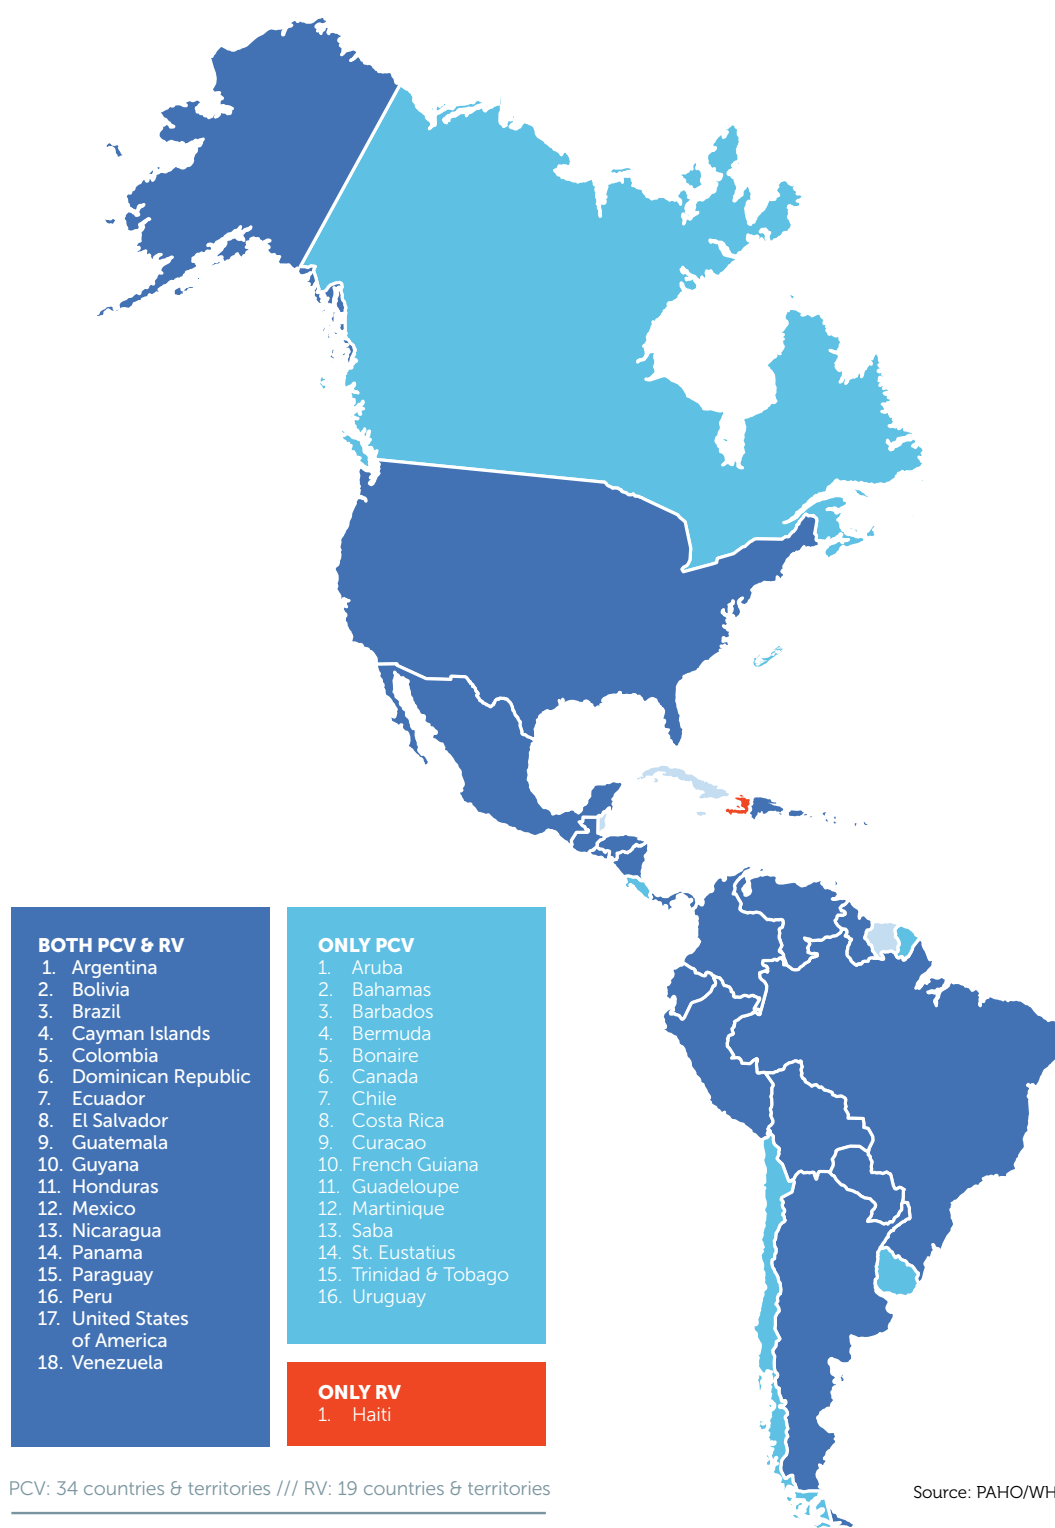 BOTH PCV & RV
1. Argentina
2. Bolivia
3. Brazil
4. Cayman Islands
5. Colombia
6. Dominican Republic
7. Ecuador
8. El Salvador
9. Guatemala
10. Guyana
11. Honduras
12. Mexico
13. Nicaragua
14. Panama
15. Paraguay
16. Peru
17. United States
of America
18. Venezuela
ONLY PCV
1. Aruba
2. Bahamas
3. Barbados
4. Bermuda
5. Bonaire
6. Canada
7. Chile
8. Costa Rica
9. Curacao
10. French Guiana
11. Guadeloupe
12. Martinique
13. Saba
14. St. Eustatius
15. Trinidad & Tobago
16. Uruguay
ONLY RV
1. Haiti
PCV: 34 countries & territories /// RV: 19 countries & territories
Source: PAHO/WH